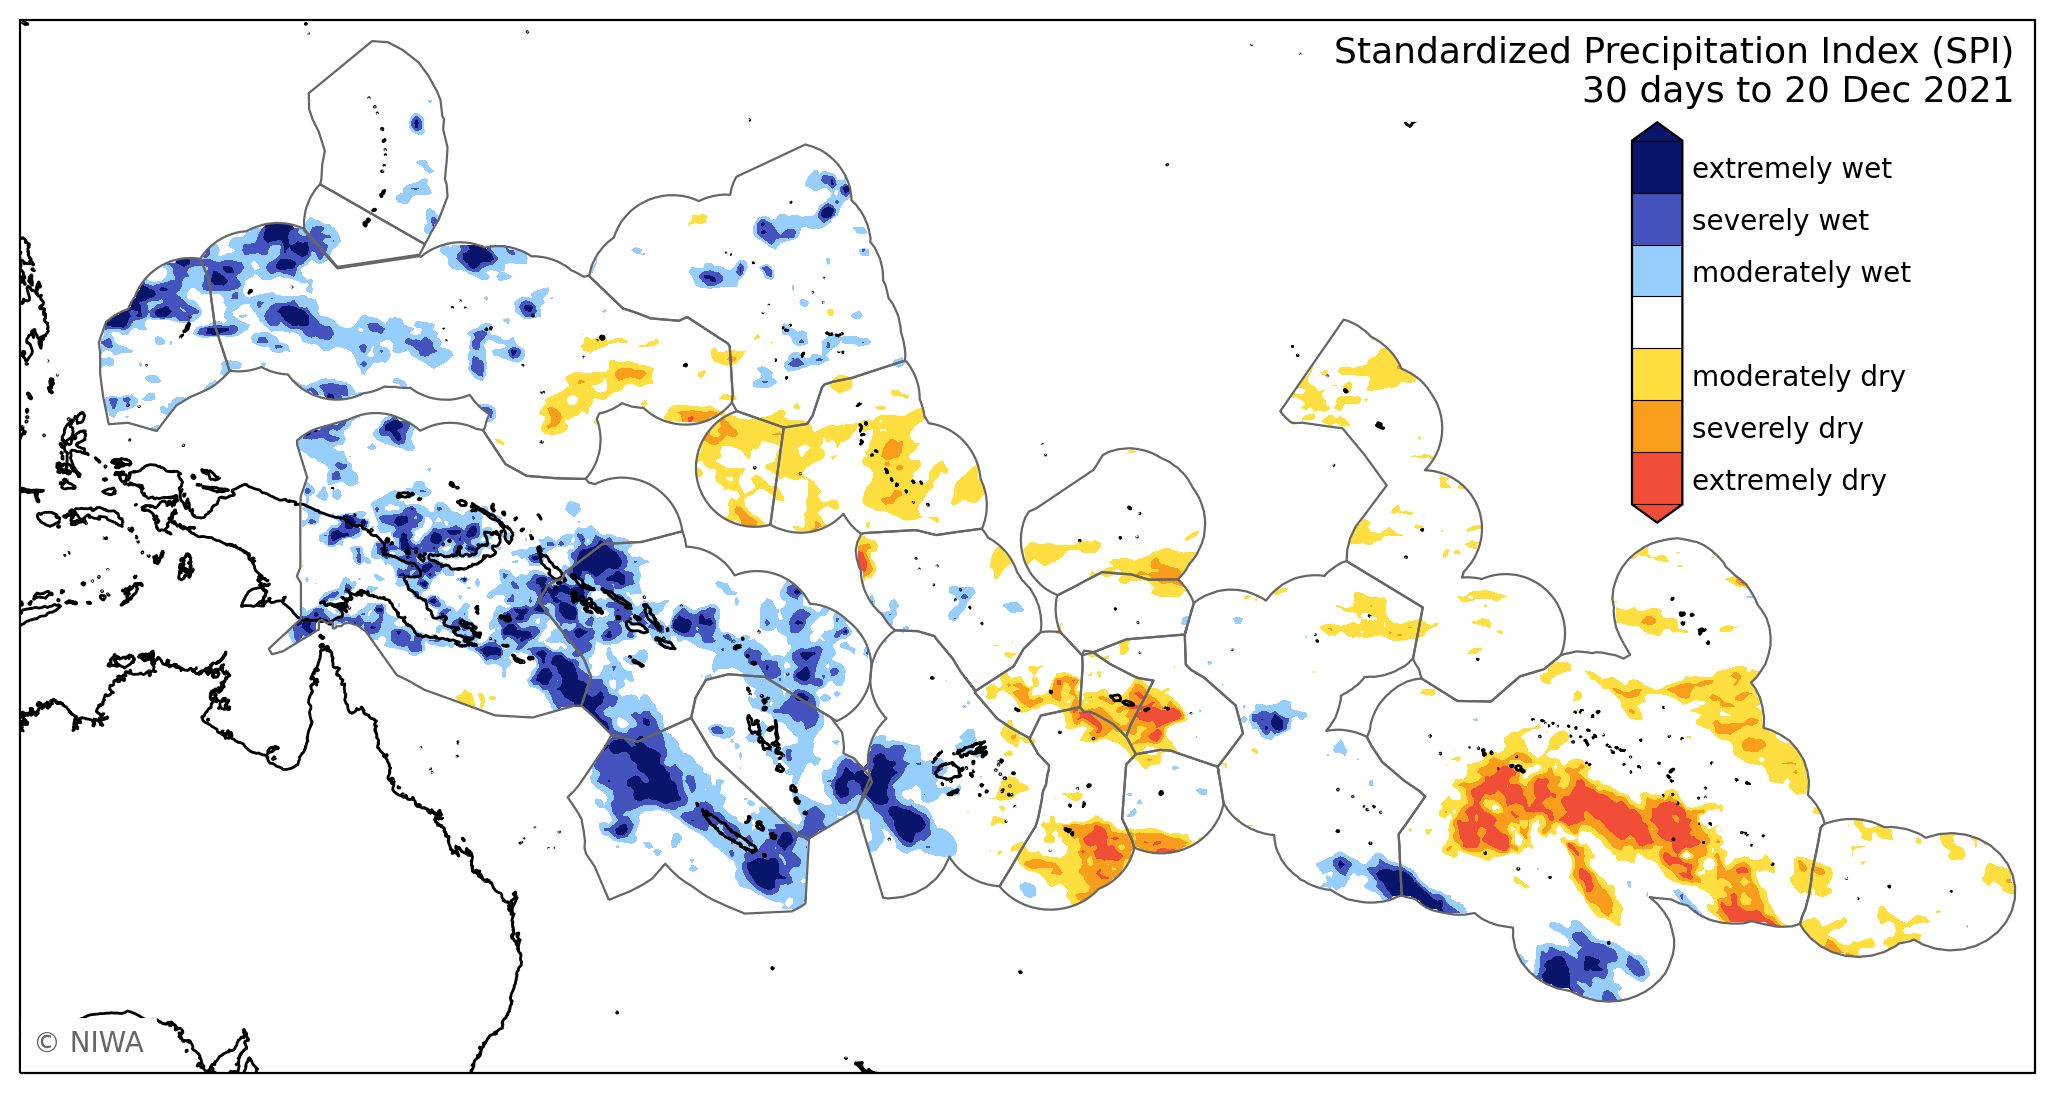 Standardized Precipitation Index (SPI)
30 days to 20 Dec 2021
extremely wet
severely wet
moderately wet
moderately dry
severely dry
extremely dry
© NIWA